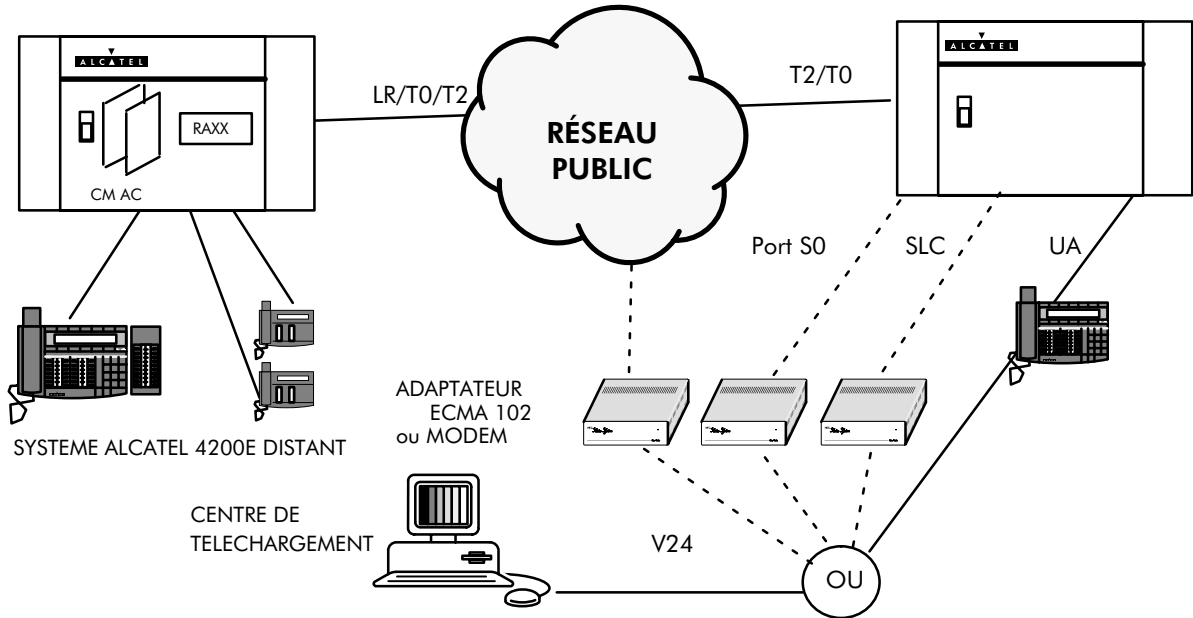 ALCATEL
RAXX
CM AC
LR/T0/T2
RÉSEAU
PUBLIC
T2/T0
ALCATEL
Port S0
SLC
UA
SYSTEME ALCATEL 4200E DISTANT
ADAPTATEUR
ECMA 102
ou MODEM
CENTRE DE
TELECHARGEMENT
V24
OU